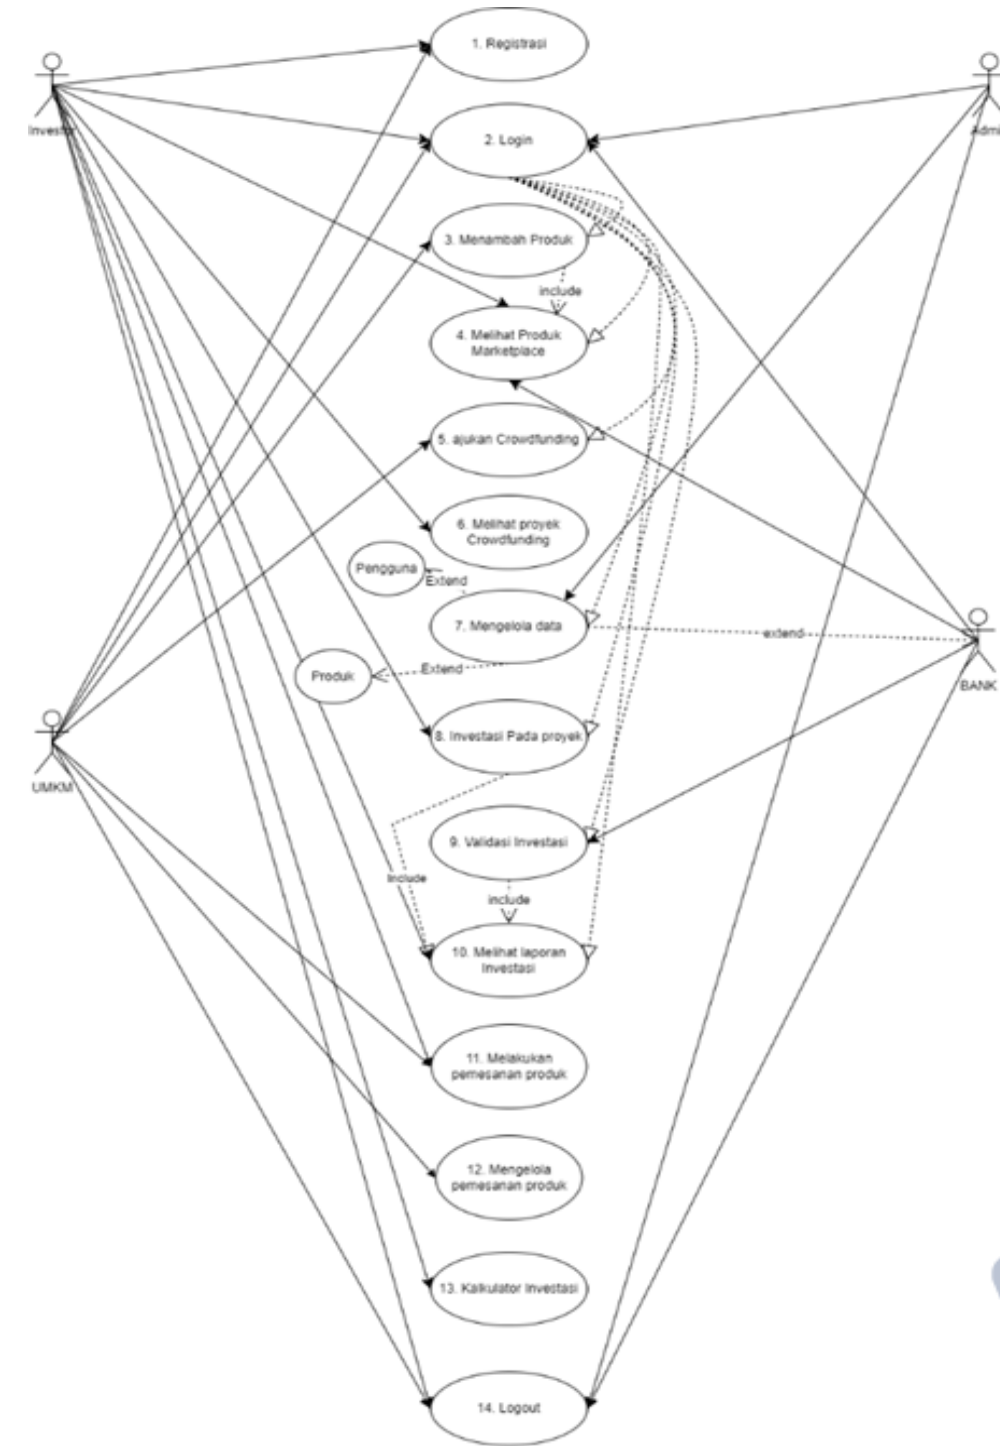 1. Registrasi
Investor
Admi
2. Login
3. Menambah Produk
include
4. Melihat Produk
Marketplace
5. ajukan Crowdfunding
6. Melihat proyek
Crowdfunding
Pengguna
Extend
7. Mengelola data
extend
Produk
Extend
BANK
8. Investasi Pada proyek
UMKM
9. Validasi Investasi
Include
include
10. Melihat laporan
Investasi
11. Melakukan
pemesanan produk
12. Mengelola
pemesanan produk
13. Kalkulator Investasi
14. Logout